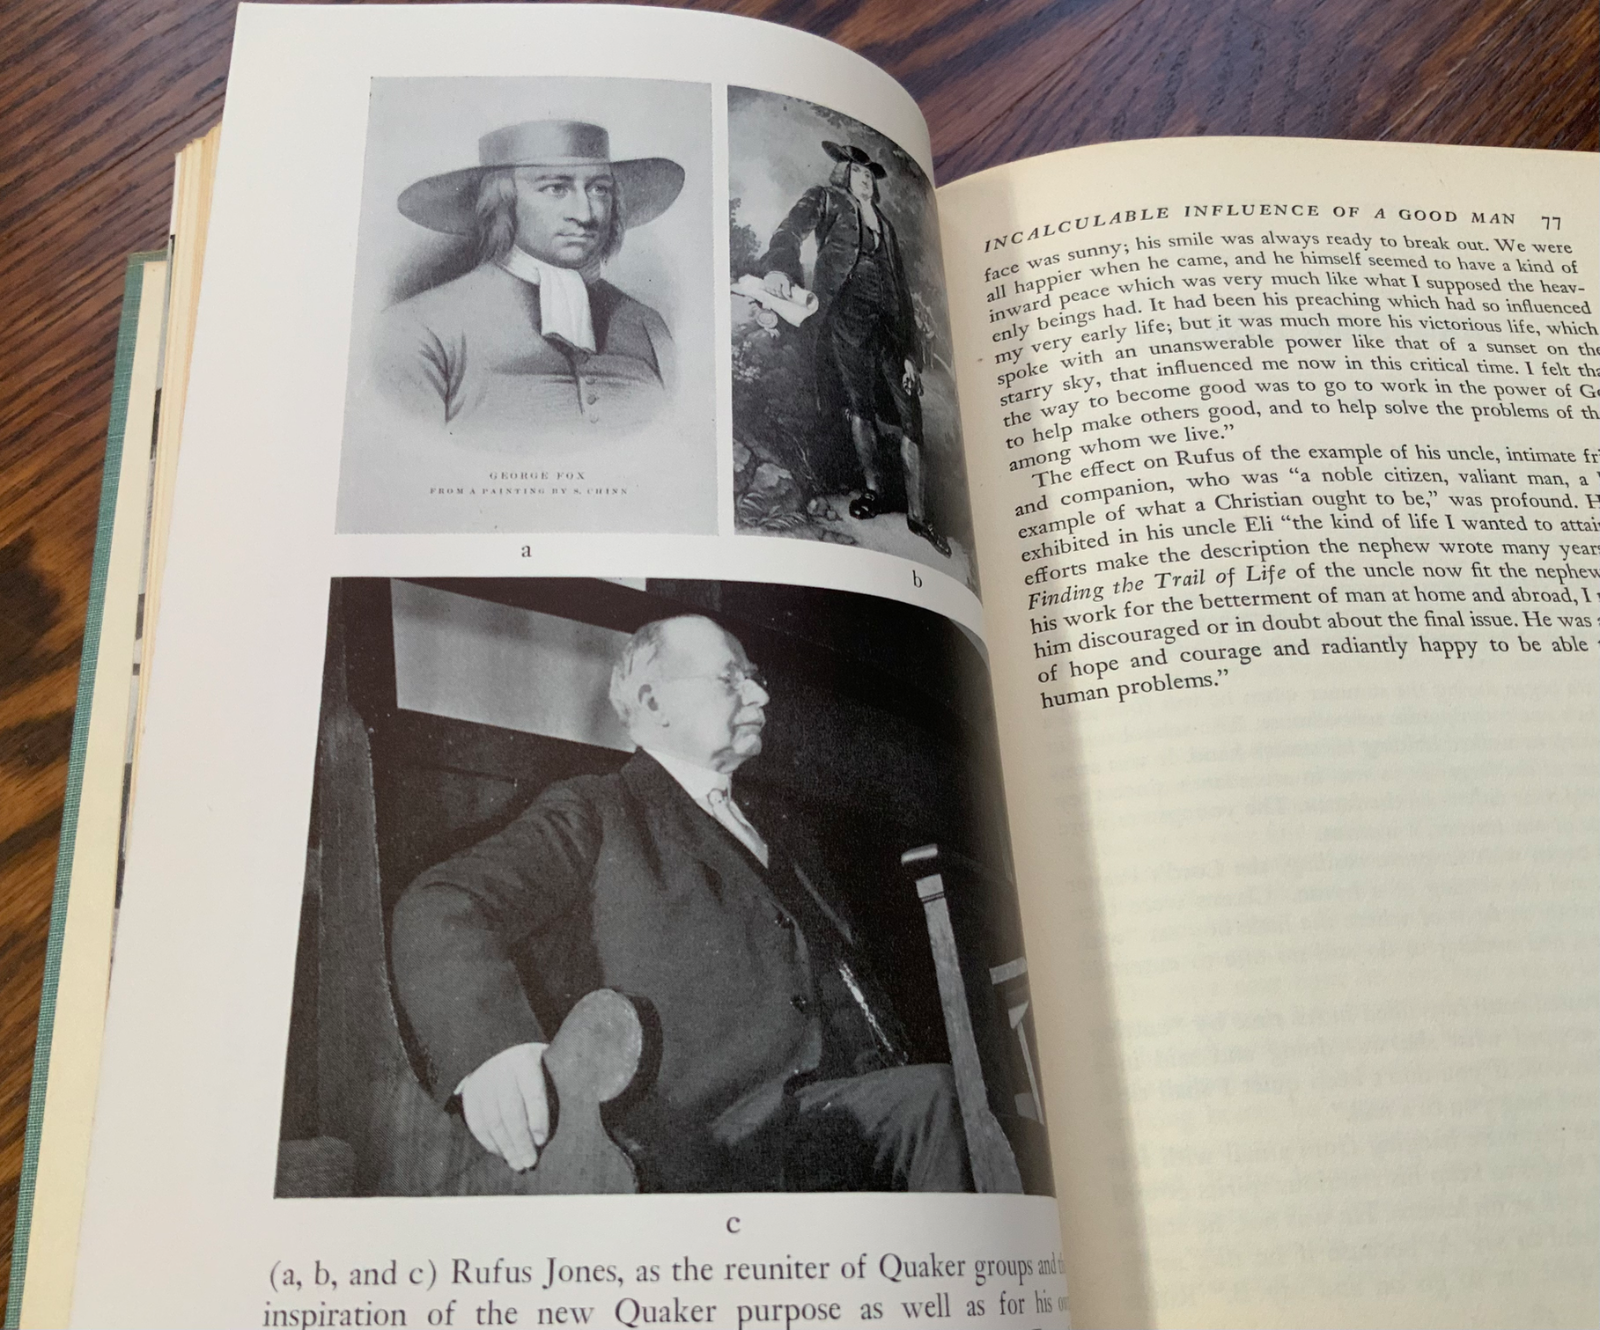 GEORGE FOX
FROM A PAINTING BY S. CHINN
a
b
c
(a, b, and c) Rufus Jones, as the reuniter of Quaker groups and
inspiration of the new Quaker purpose as well as for his
INCALCULABLE INFLUENCE OF A GOOD MAN 77
face was sunny; his smile was always ready to break out. We were
all happier when he came, and he himself seemed to have a kind of
inward peace which was very much like what I supposed the heav-
enly beings had. It had been his preaching which had so influenced
my very early life; but it was much more his victorious life, which
spoke with an unanswerable power like that of a sunset on the
starry sky, that influenced me now in this critical time. I felt
the way to become good was to go to work in the power of
to help make others good, and to help solve the problems of
among whom we live.”
The effect on Rufus of the example of his uncle, intimate
and companion, who was “a noble citizen, valiant man, a
example of what a Christian ought to be,” was profound.
exhibited in his uncle Eli “the kind of life I wanted to
efforts make the description the nephew wrote many
Finding the Trail of Life of the uncle now fit the nephew
his work for the betterment of man at home and abroad, I
him discouraged or in doubt about the final issue. He was
of hope and courage and radiantly happy to be able
human problems.”